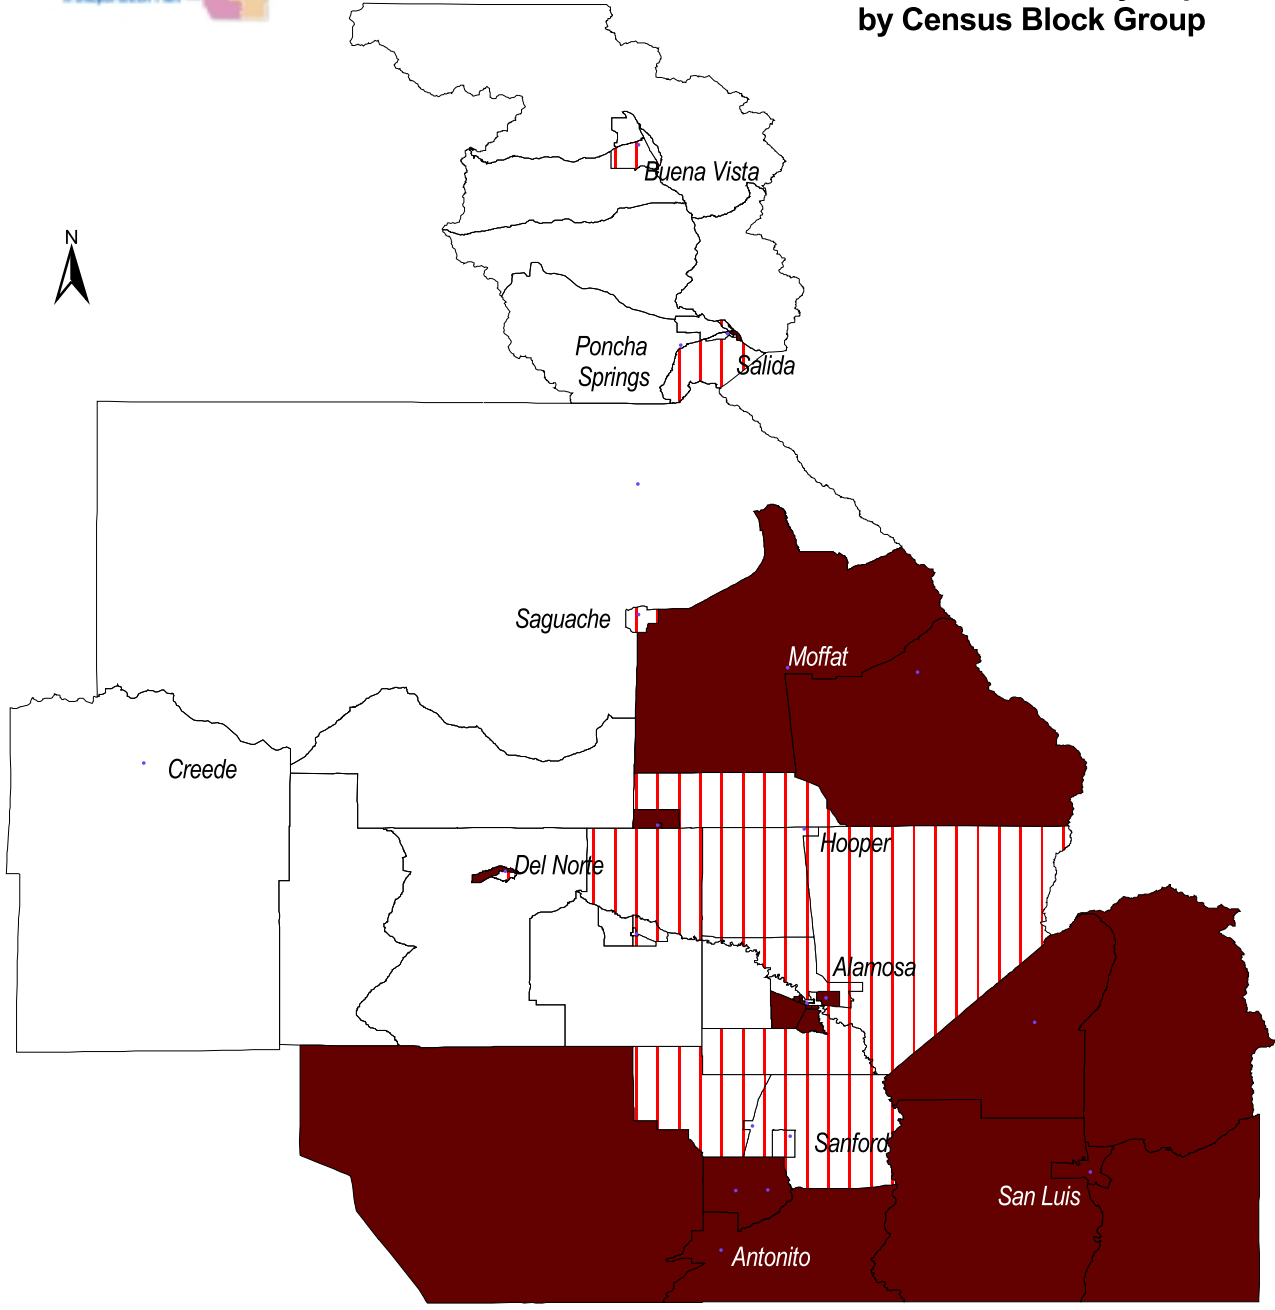 by Census Block Group
Buena Vista
N
Poncha
Springs
Salida
Saguache
Moffat
Creede
Hooper
Del Norte
Alamosa
Sanford
San Luis
Antonito